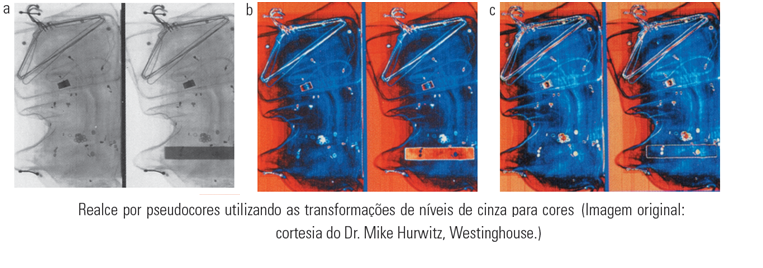 a
b
c
Realce por pseudocores utilizando as transformações de níveis de cinza para cores (Imagem original:
cortesia do Dr. Mike Hurwitz, Westinghouse.)